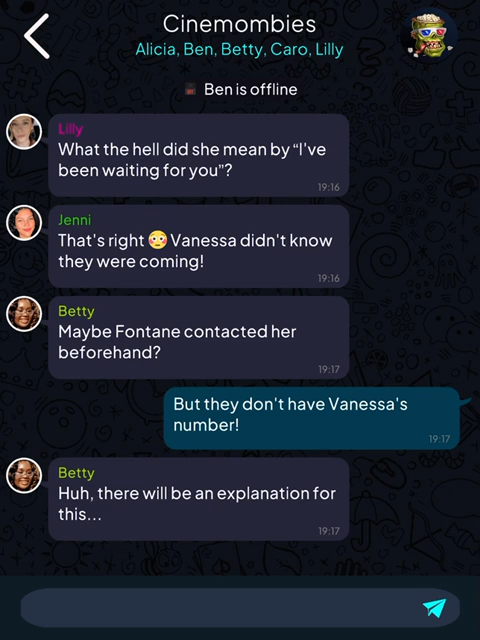 Cinemombies
Alicia, Ben, Betty, Caro, Lilly
Ben is offline
Lilly
What the hell did she mean by “I've
been waiting for you”?
19:16
Jenni
That's right 😳 Vanessa didn't know
they were coming!
19:16
Betty
Maybe Fontane contacted her
beforehand?
19:17
But they don't have Vanessa's
number!
19:17
Betty
Huh, there will be an explanation for
this...
19:17